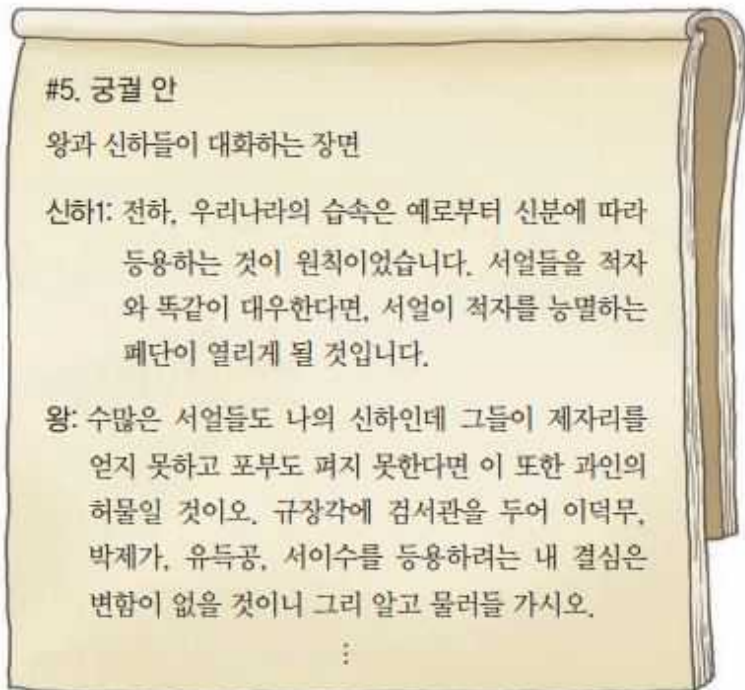 #5. 궁궐 안
왕과 신하들이 대화하는 장면
신하1: 전하, 우리나라의 습속은 예로부터 신분에 따라
등용하는 것이 원칙이었습니다. 서얼들을 적자
와 똑같이 대우한다면, 서얼이 적자를 능멸하는
폐단이 열리게 될 것입니다.
왕: 수많은 서얼들도 나의 신하인데 그들이 제자리를
얻지 못하고 포부도 펴지 못한다면 이 또한 과인의
허물일 것이오. 규장각에 검서관을 두어 이덕무,
박제가, 유득공, 서이수를 등용하려는 내 결심은
변함이 없을 것이니 그리 알고 물러들 가시오.
⋮